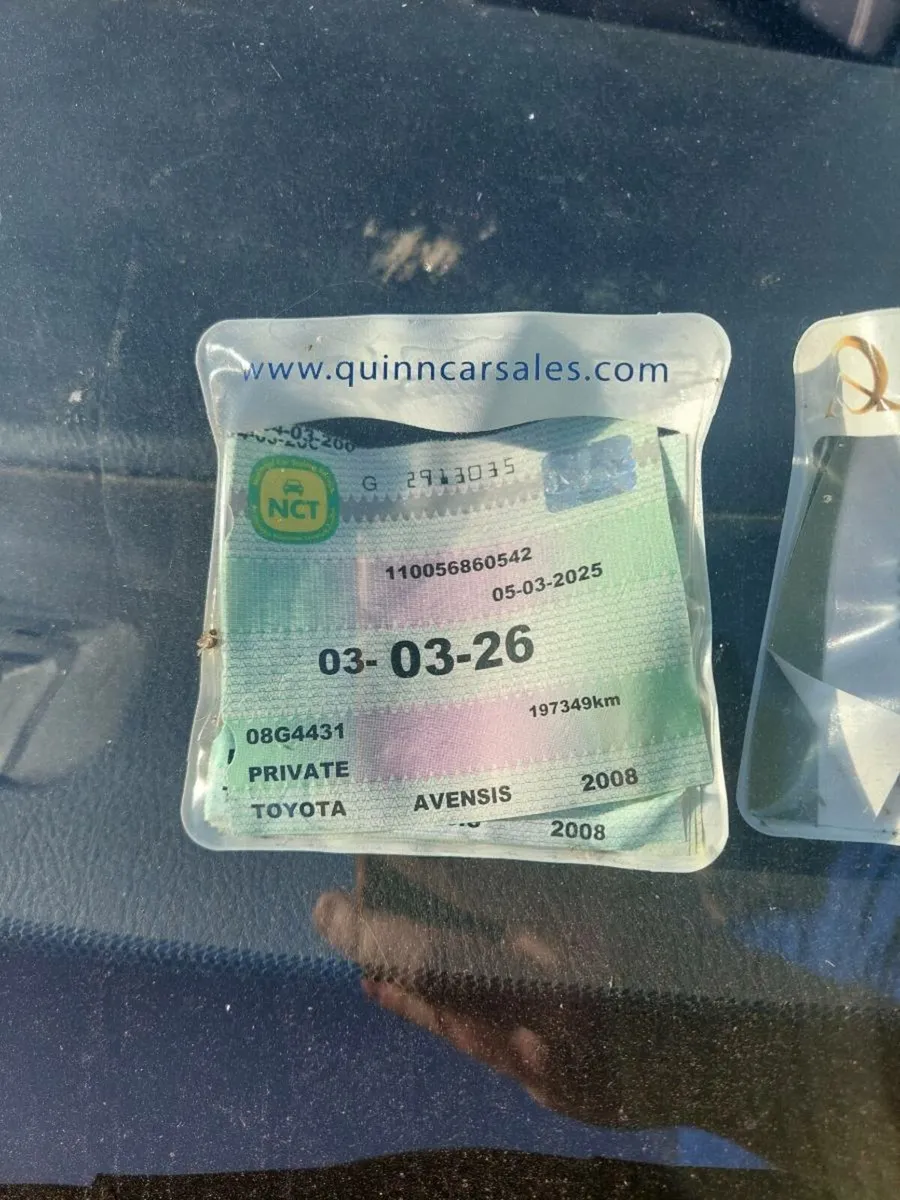 www.quinncarsales.com
NCT
G 2913035
110056860542
05-03-2025
03-03-26
197349km
08G4431
PRIVATE
TOYOTA AVENSIS 2008
2008
Q